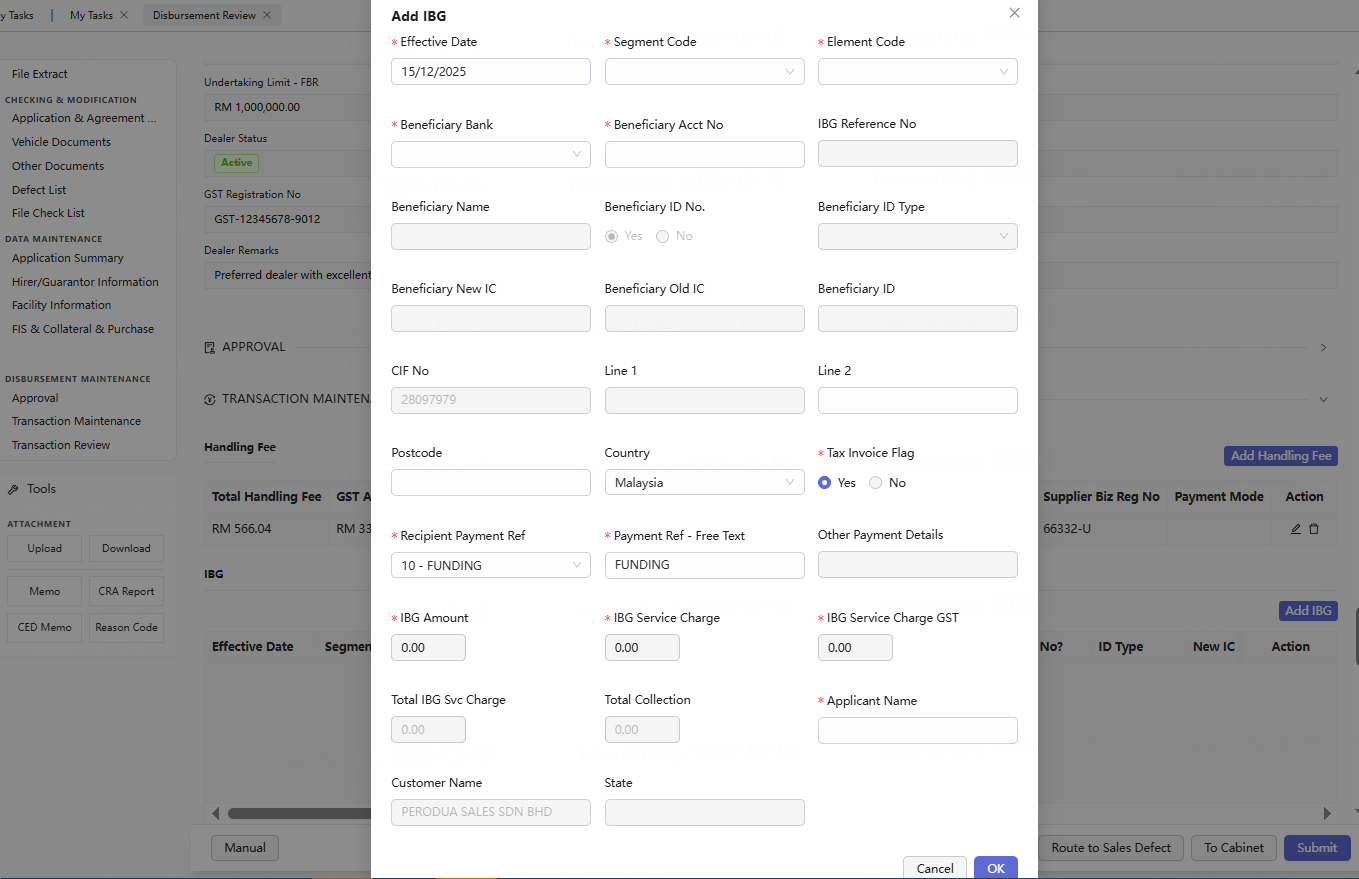 y Tasks | My Tasks Disbursement Review
Add IBG
File Extract
CHECKING & MODIFICATION
Application & Agreement ...
Vehicle Documents
Other Documents
Defect List
File Check List
DATA MAINTENANCE
Application Summary
Hirer/Guarantor Information
Facility Information
FIS & Collateral & Purchase
DISBURSEMENT MAINTENANCE
Approval
Transaction Maintenance
Transaction Review
Tools
ATTACHMENT
Upload Download
Memo CRA Report
CED Memo Reason Code
Undertaking Limit - FBR
RM 1,000,000.00
Dealer Status
Active
GST Registration No
GST-12345678-9012
Dealer Remarks
Preferred dealer with excellent
APPROVAL
TRANSACTION MAINTEN
Handling Fee
Add Handling Fee
Total Handling Fee GST A Supplier Biz Reg No Payment Mode Action
RM 566.04 RM 33 66332-U
IBG
Add IBG
Effective Date Segmen No? ID Type New IC Action
Manual Route to Sales Defect To Cabinet Submit
* Effective Date * Segment Code * Element Code
15/12/2025
* Beneficiary Bank * Beneficiary Acct No IBG Reference No
Beneficiary Name Beneficiary ID No. Beneficiary ID Type
Yes No
Beneficiary New IC Beneficiary Old IC Beneficiary ID
CIF No Line 1 Line 2
28097979
Postcode Country * Tax Invoice Flag
Malaysia Yes No
* Recipient Payment Ref * Payment Ref - Free Text Other Payment Details
10 - FUNDING FUNDING
* IBG Amount * IBG Service Charge * IBG Service Charge GST
0.00 0.00 0.00
Total IBG Svc Charge Total Collection * Applicant Name
0.00 0.00
Customer Name State
PERODUA SALES SDN BHD
Cancel OK